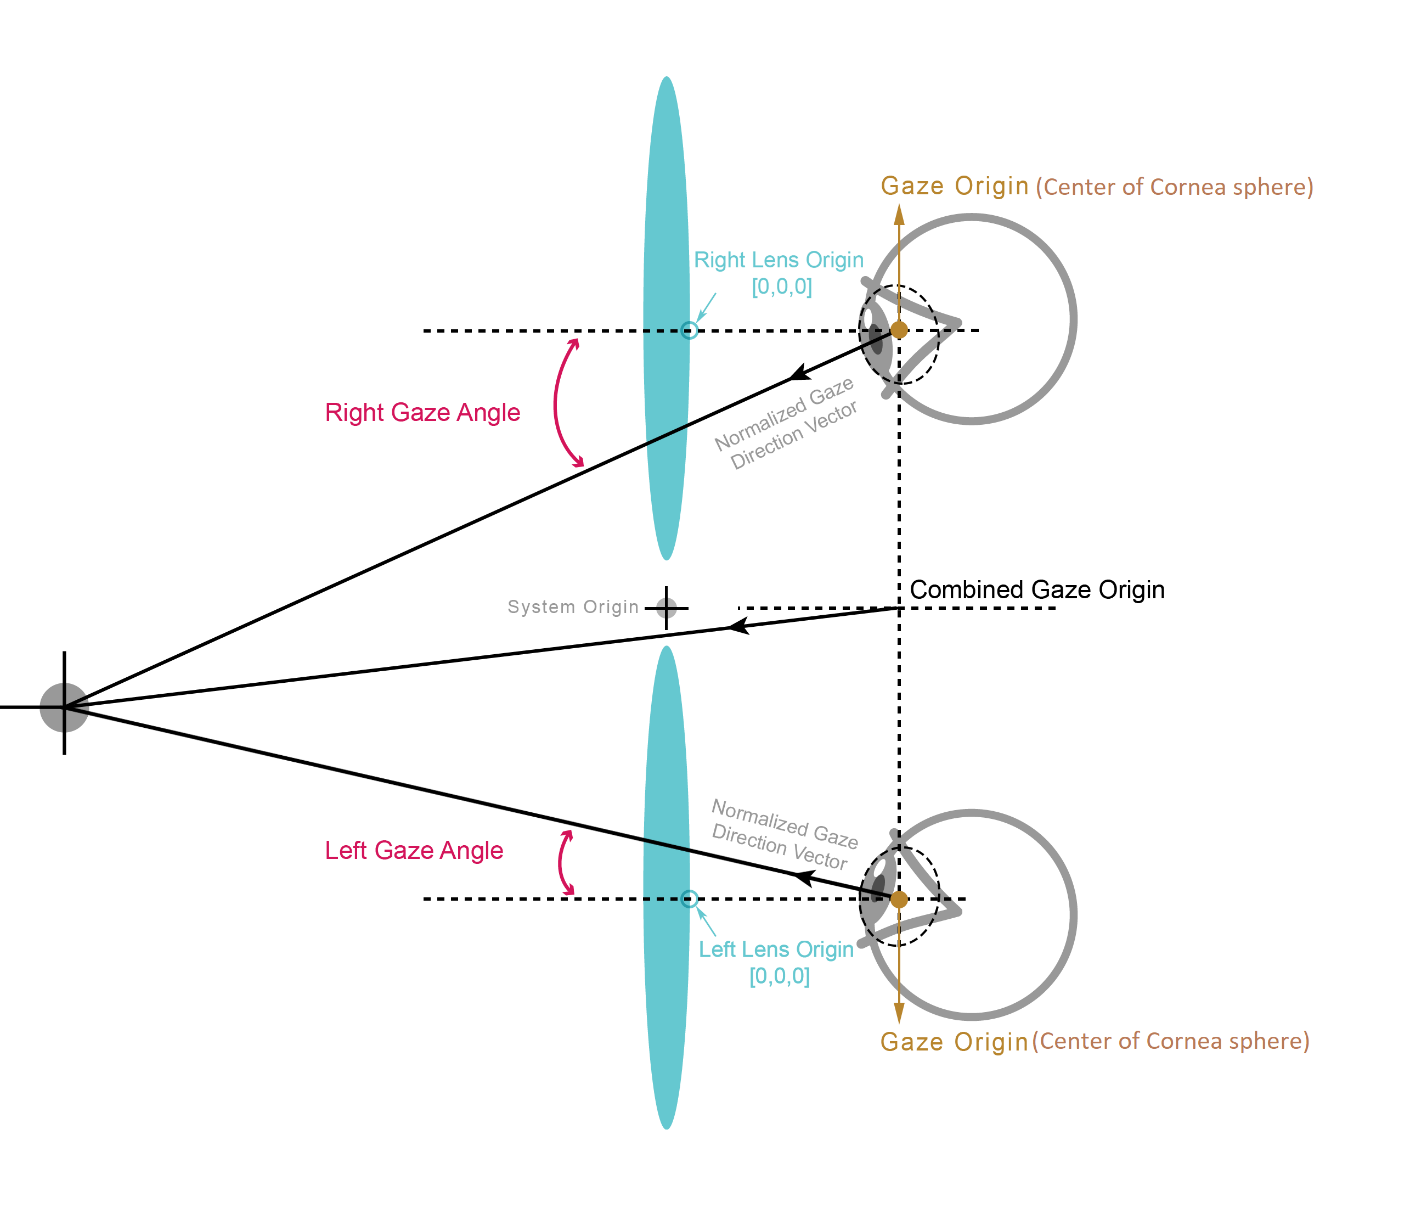 Gaze Origin (Center of Cornea sphere)
Right Lens Origin
[0,0,0]
Right Gaze Angle
Normalized Gaze
Direction Vector
Combined Gaze Origin
System Origin
Normalized Gaze
Direction Vector
Left Gaze Angle
Left Lens Origin
[0,0,0]
Gaze Origin (Center of Cornea sphere)